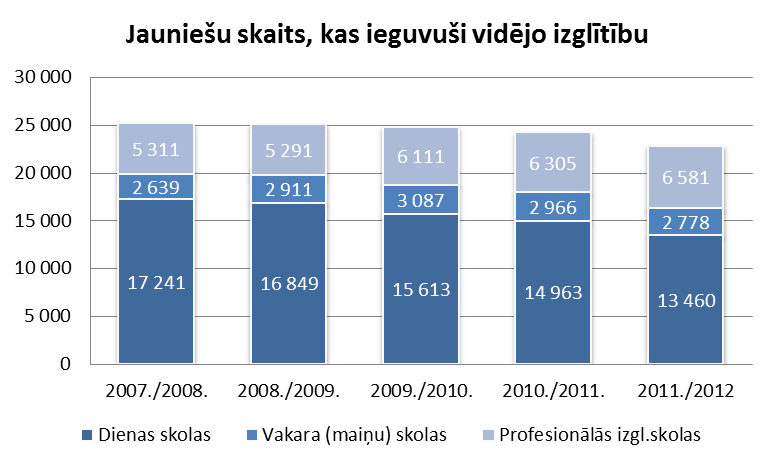 Jauniešu skaits, kas ieguvuši vidējo izglītību
30 000
25 000
20 000
15 000
10 000
5 000
0
5 311 5 291 6 111 6 305 6 581
2 639 2 911 3 087 2 966 2 778
17 241 16 849 15 613 14 963 13 460
2007./2008. 2008./2009. 2009./2010. 2010./2011. 2011./2012
Dienas skolas Vakara (maiņu) skolas Profesionālās izgl.skolas